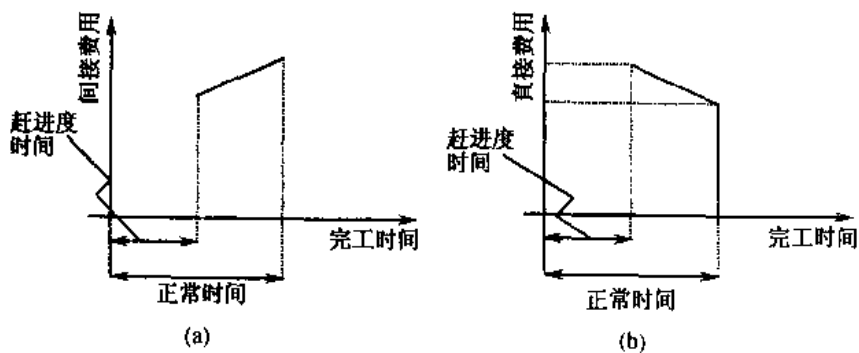 间接费用
赶进度
时间
完工时间
正常时间
(a)
直接费用
赶进度
时间
完工时间
正常时间
(b)